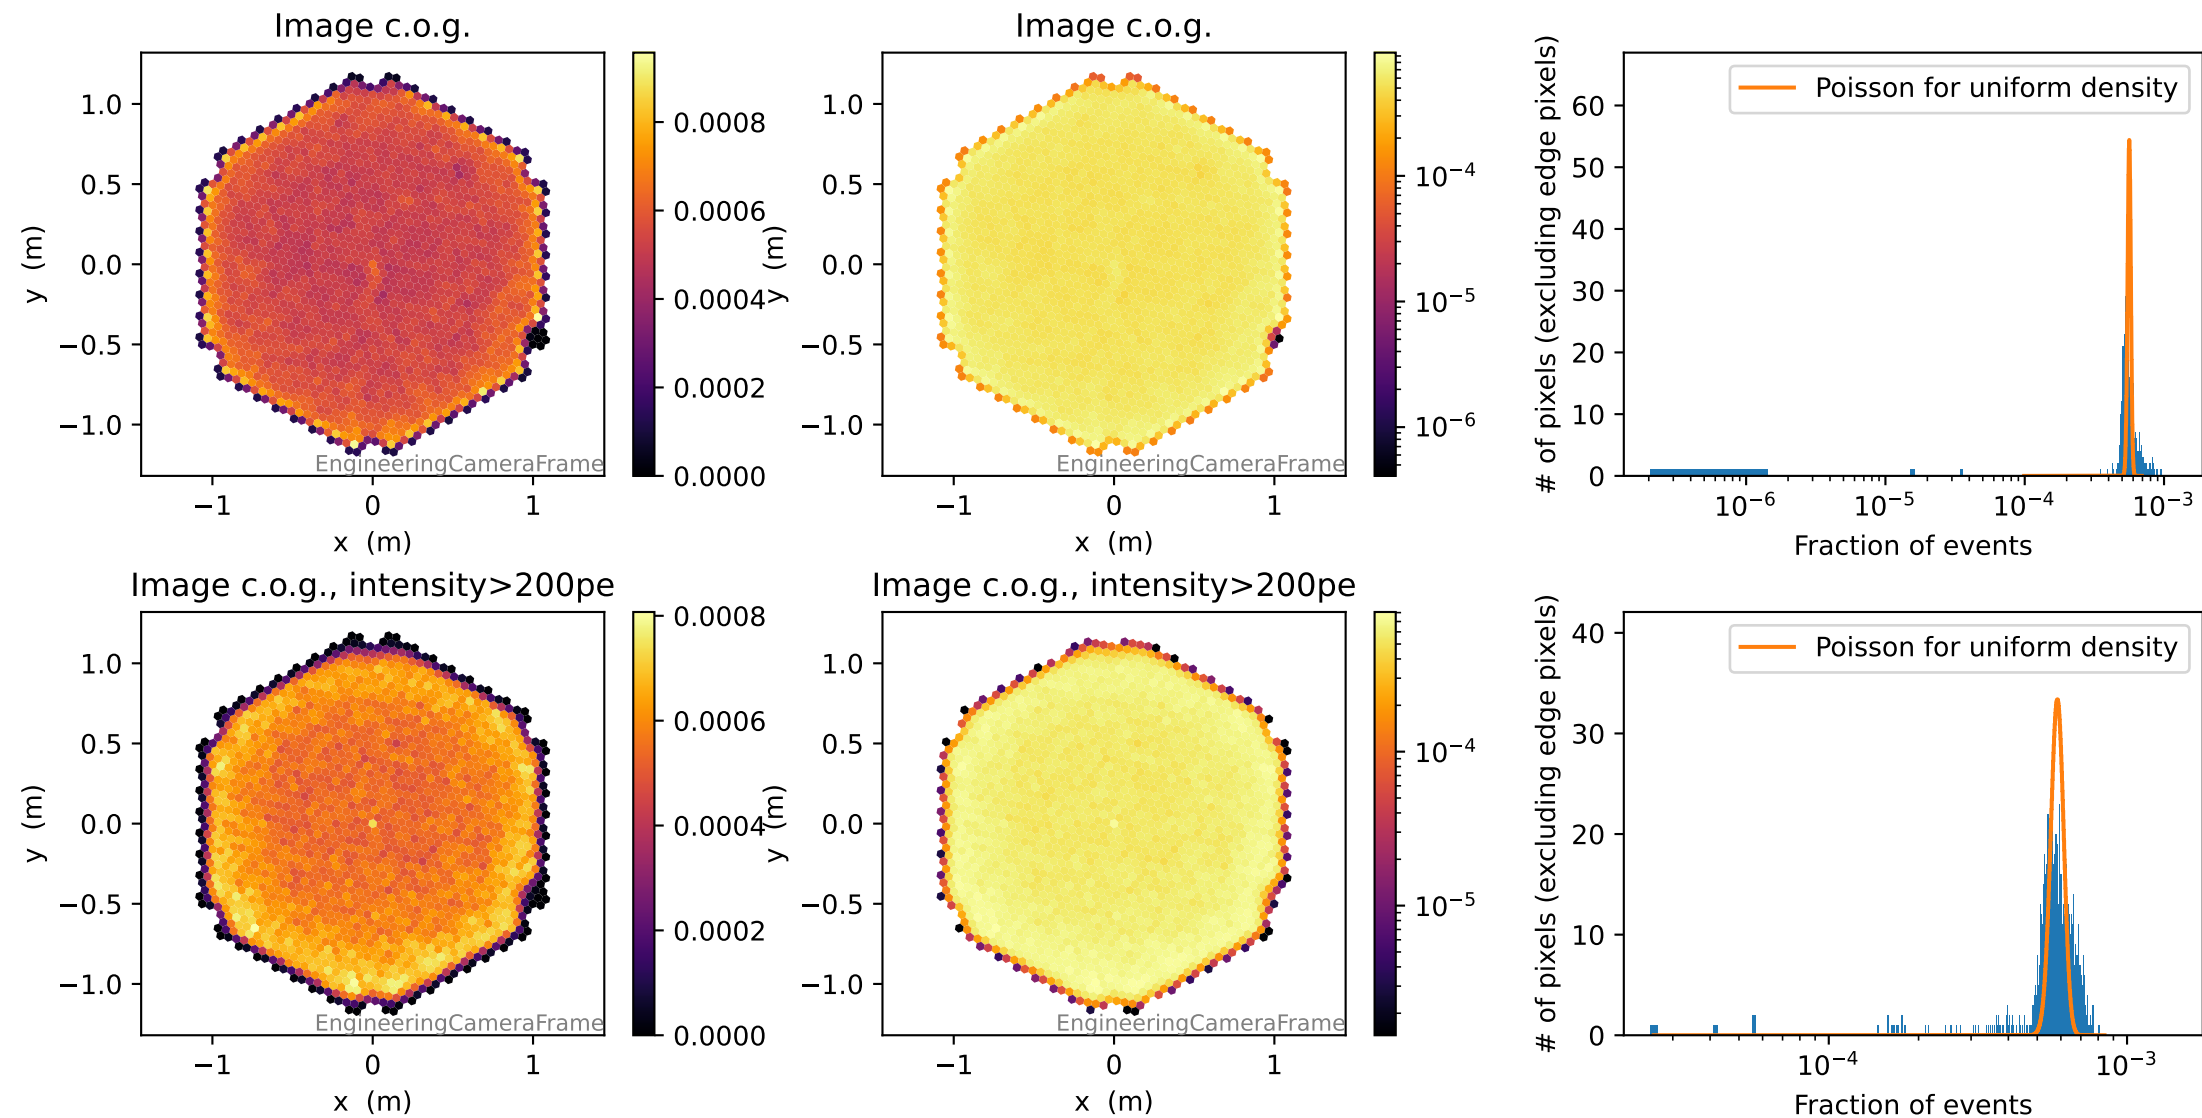 Image c.o.g.
1.0
0.5
0.0
−0.5
−1.0
y (m)
−1
0
1
x (m)
EngineeringCameraFrame
0.0008
0.0006
0.0004
0.0002
0.0000
Image c.o.g.
1.0
0.5
0.0
−0.5
−1.0
y (m)
−1
0
1
x (m)
EngineeringCameraFrame
10⁻⁴
10⁻⁵
10⁻⁶
Poisson for uniform density
# of pixels (excluding edge pixels)
60
50
40
30
20
10
0
10⁻⁶
10⁻⁵
10⁻⁴
10⁻³
Fraction of events
Image c.o.g., intensity>200pe
1.0
0.5
0.0
−0.5
−1.0
y (m)
−1
0
1
x (m)
EngineeringCameraFrame
0.0008
0.0006
0.0004
0.0002
0.0000
Image c.o.g., intensity>200pe
1.0
0.5
0.0
−0.5
−1.0
y (m)
−1
0
1
x (m)
EngineeringCameraFrame
10⁻⁴
10⁻⁵
Poisson for uniform density
# of pixels (excluding edge pixels)
40
30
20
10
0
10⁻⁴
10⁻³
Fraction of events